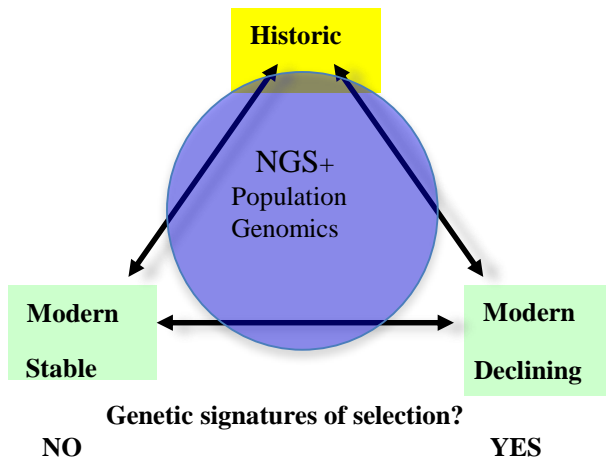 Historic
NGS+
Population
Genomics
Modern
Stable
Modern
Declining
Genetic signatures of selection?
NO
YES